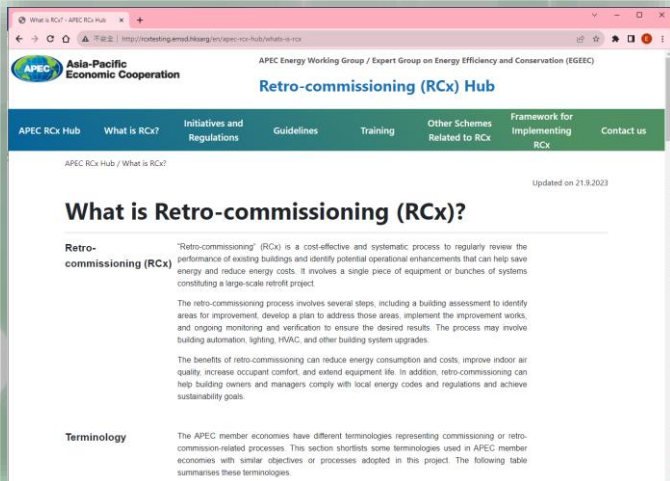 What is RCx? - APEC RCx Hub
不安全 | http://rcxtesting.emsd.hksarg/en/apec-rcx-hub/whats-is-rcx
APEC
Asia-Pacific
Economic Cooperation
APEC Energy Working Group / Expert Group on Energy Efficiency
and Conservation (EGEEC)
Retro-commissioning (RCx) Hub
APEC RCx Hub
What is RCx?
Initiatives and
Regulations
Guidelines
Training
Other Schemes
Related to RCx
Framework for
Implementing
RCx
Contact us
APEC RCx Hub / What is RCx?
Updated on 21.9.2023
What is Retro-commissioning (RCx)?
Retro-
commissioning (RCx)
"Retro-commissioning" (RCx) is a cost-effective and systematic process to regularly review the
performance of existing buildings and identify potential operational enhancements that can help save
energy and reduce energy costs. It involves a single piece of equipment or bunches of systems
constituting a large-scale retrofit project.
The retro-commissioning process involves several steps, including a building assessment to identify
areas for improvement, develop a plan to address those areas, implement the improvement works,
and ongoing monitoring and verification to ensure the desired results. The process may involve
building automation, lighting, HVAC, and other building system upgrades.
The benefits of retro-commissioning can reduce energy consumption and costs, improve indoor air
quality, increase occupant comfort, and extend equipment life. In addition, retro-commissioning can
help building owners and managers comply with local energy codes and regulations and achieve
sustainability goals.
Terminology
The APEC member economies have different terminologies representing commissioning or retro-
commission-related processes. This section shortlists some terminologies used in APEC member
economies with similar objectives or processes adopted in this project. The following table
summarises these terminologies.